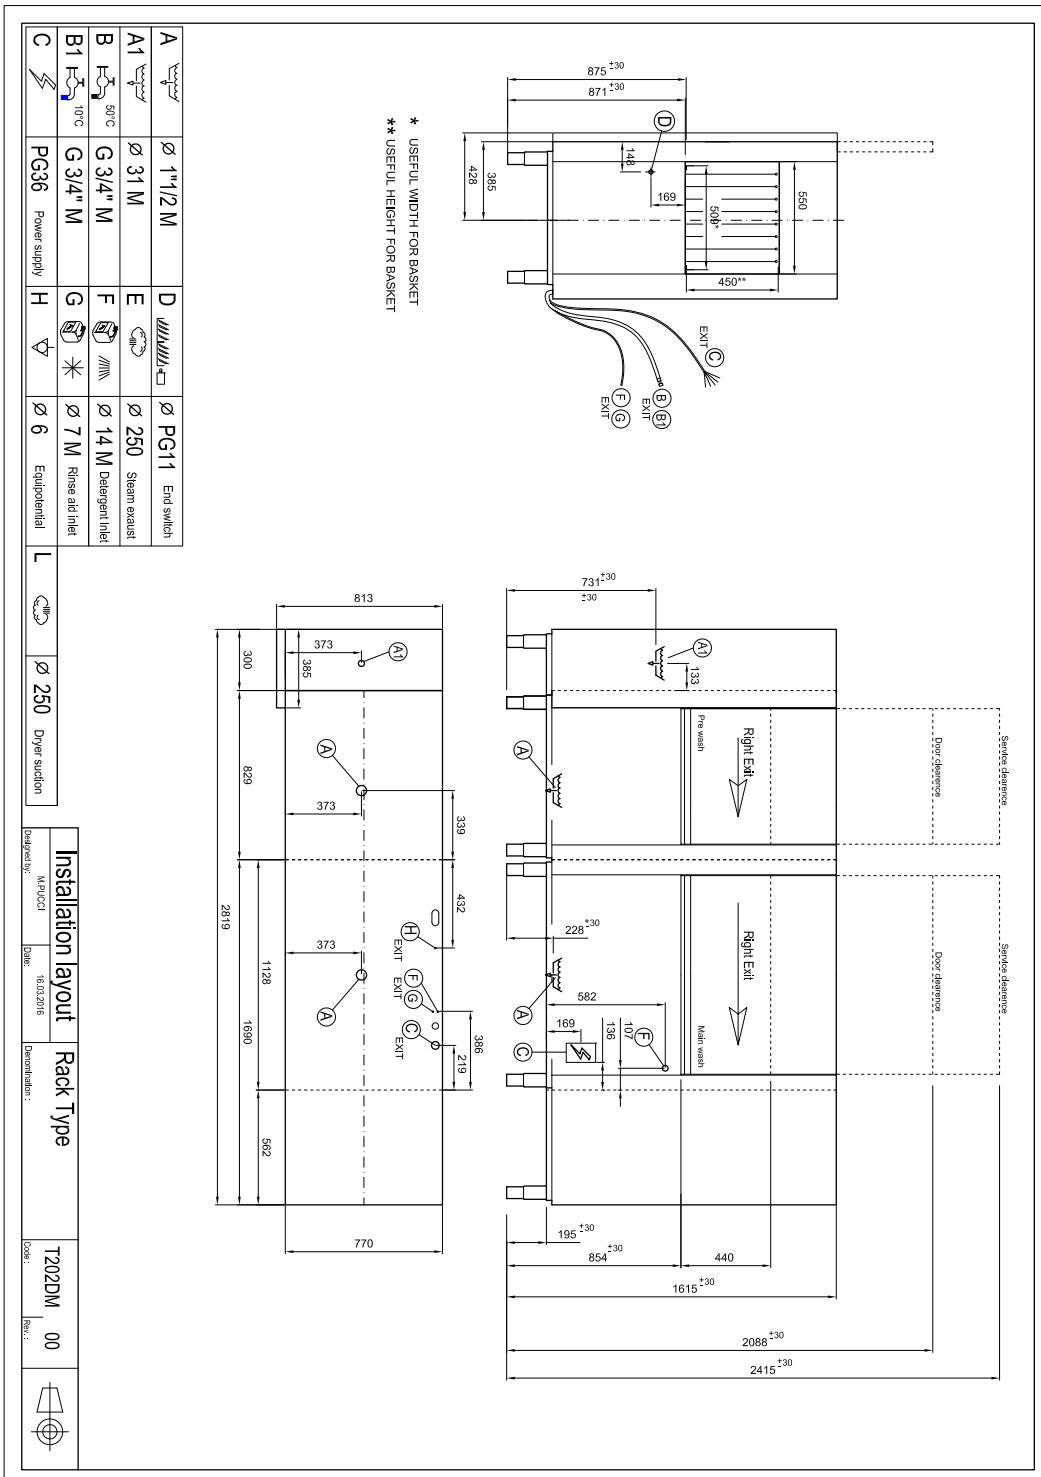 875 ±30
871 ±30
D
148
385
428
169
509*
550
450**
C
EXIT
B B1
EXIT
F G
EXIT
* USEFUL WIDTH FOR BASKET
** USEFUL HEIGHT FOR BASKET
Service clearence
Door clearence
Service clearence
Door clearence
731 ±30
±30
A1
133
Pre wash
Right Exit
Right Exit
Main wash
A
A
228 ±30
582
169
136
107
F
C
195 ±30
854 ±30
440
1615 ±30
2088 ±30
2415 ±30
813
373
385
300
A1
A
373
829
339
432
H
EXIT
F
G
EXIT
C
EXIT
373
A
1128
1690
2819
386
219
562
770
A Ø 1"1/2 M D Ø PG11 End switch
A1 Ø 31 M E Ø 250 Steam exaust
B 50°C G 3/4" M F Ø 14 M Detergent inlet
B1 10°C G 3/4" M G Ø 7 M Rinse aid inlet
C PG36 Power supply H Ø 6 Equipotential L Ø 250 Dryer suction
Installation layout
Designed by: M.PUCCI
Date: 16.03.2016
Rack Type
Denomination :
T202DM
Code :
00
Rev. :